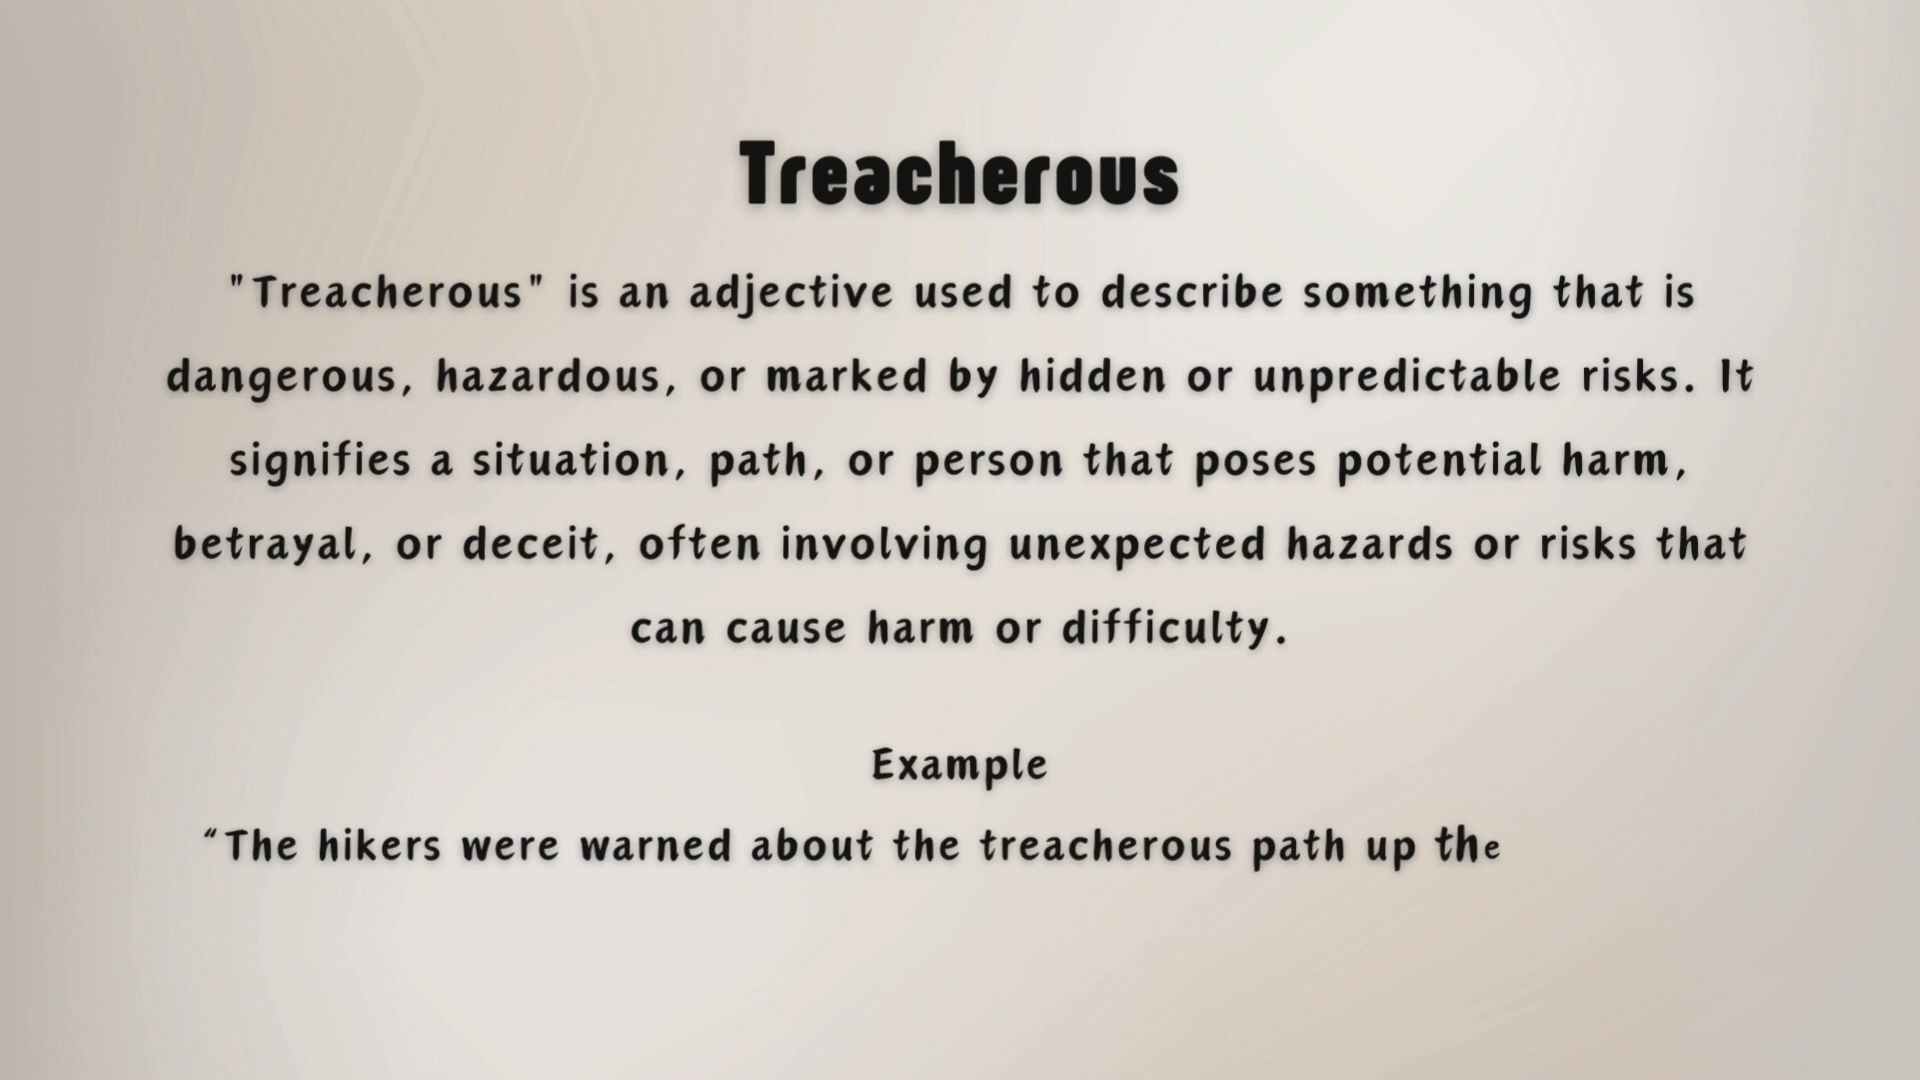 Treacherous
"Treacherous" is an adjective used to describe something that is
dangerous, hazardous, or marked by hidden or unpredictable risks. It
signifies a situation, path, or person that poses potential harm,
betrayal, or deceit, often involving unexpected hazards or risks that
can cause harm or difficulty.
Example
“The hikers were warned about the treacherous path up the